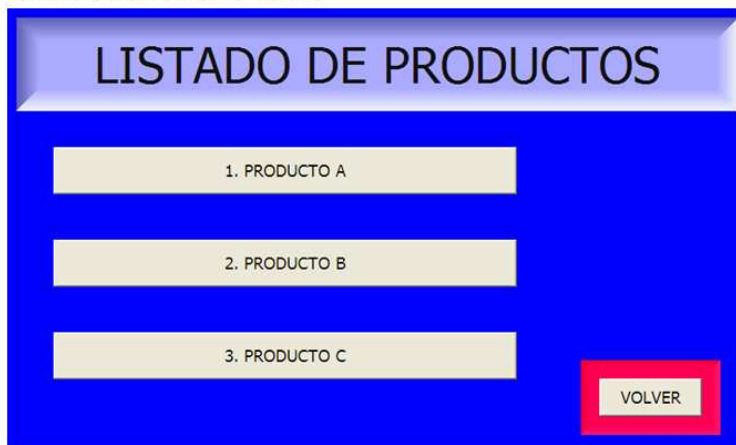 LISTADO DE PRODUCTOS
1. PRODUCTO A
2. PRODUCTO B
3. PRODUCTO C
VOLVER